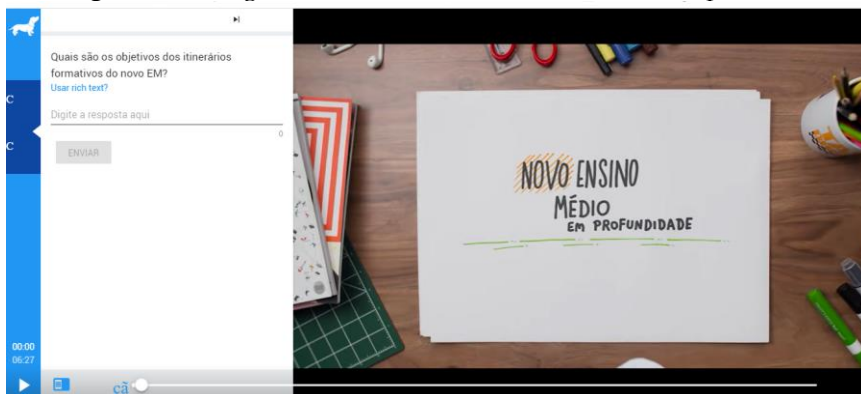 Quais são os objetivos dos itinerários
formativos do novo EM?
Usar rich text?
Digite a resposta aqui
0
ENVIAR
C
C
00:00
06:27
cã
NOVO ENSINO
MÉDIO
EM PROFUNDIDADE